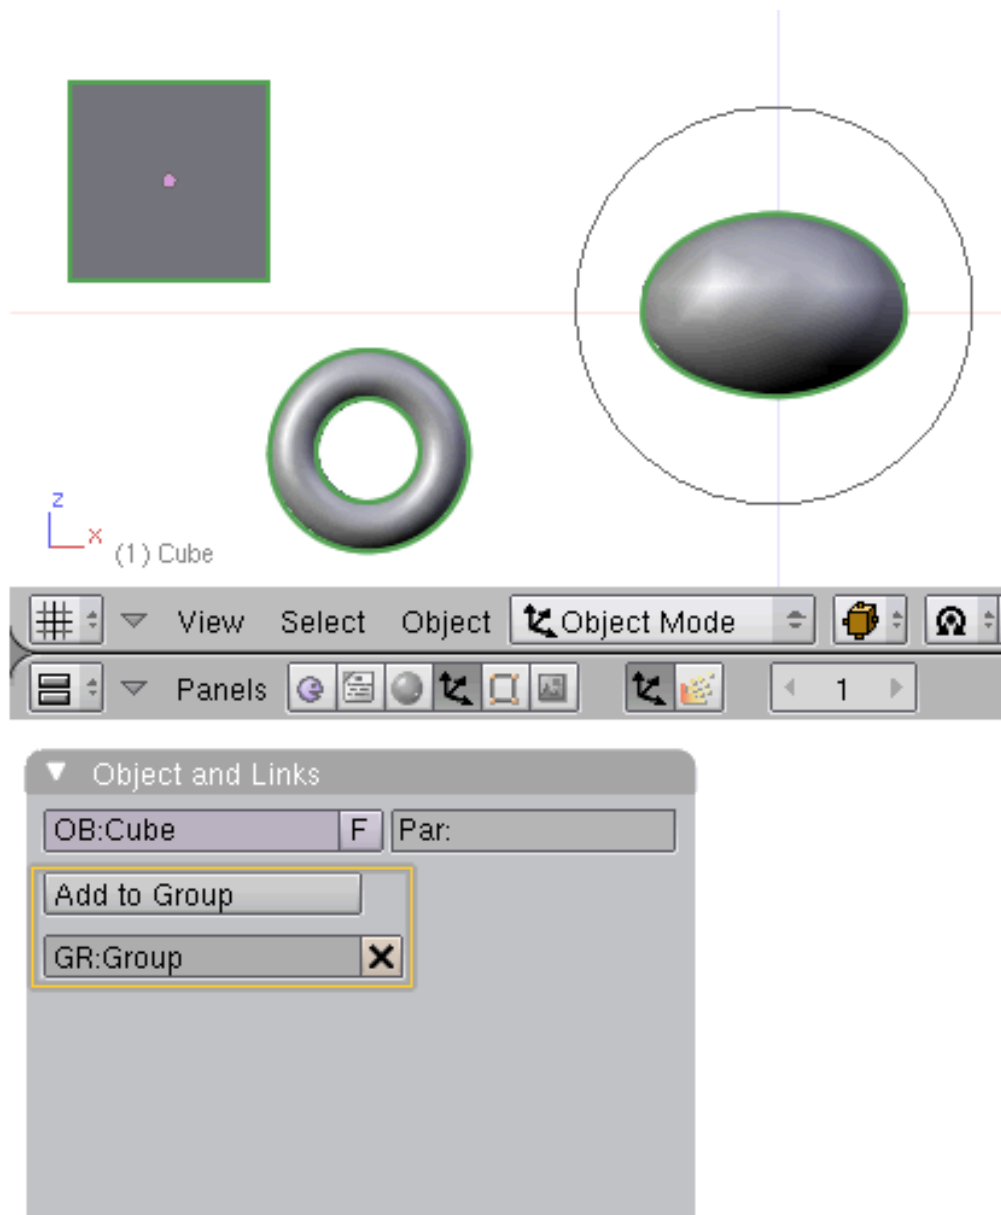 z
x
(1) Cube
View Select Object Object Mode
Panels 1
Object and Links
OB:Cube F Par:
Add to Group
GR:Group